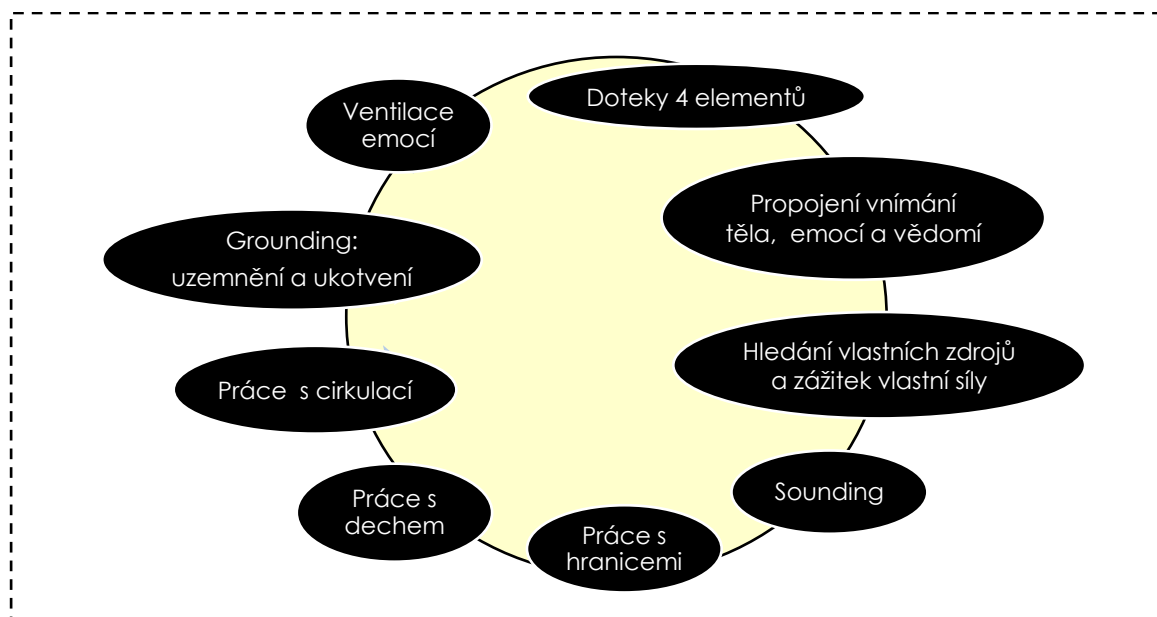 Ventilace
emocí
Doteky 4 elementů
Propojení vnímání
těla, emocí a vědomí
Grounding:
uzemnění a ukotvení
Hledání vlastních zdrojů
a zážitek vlastní síly
Práce s cirkulací
Sounding
Práce s
dechem
Práce s
hranicemi